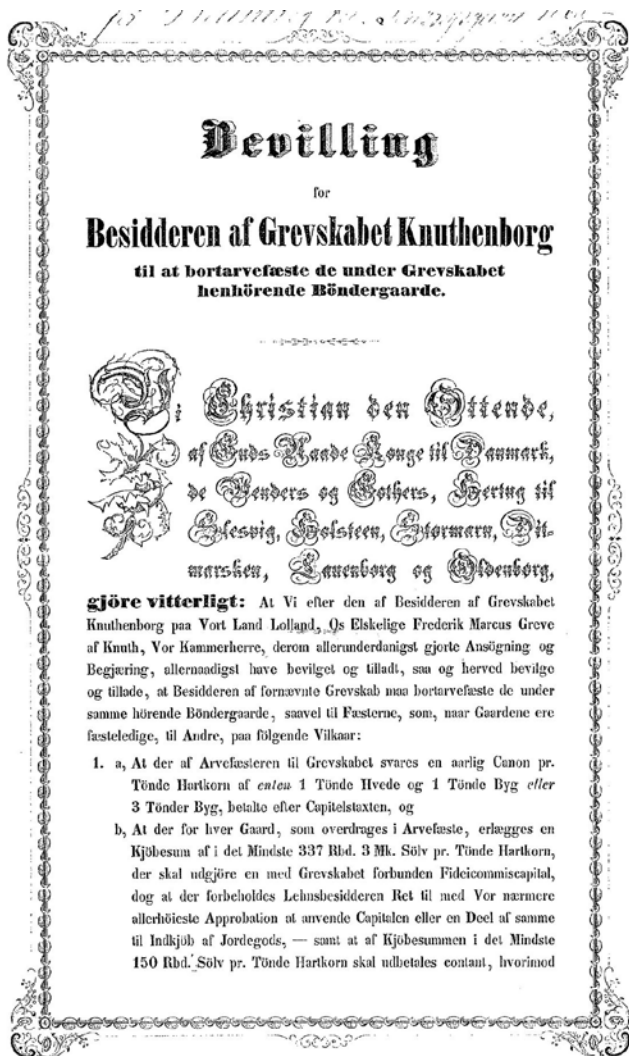 Bevilling
for
Besidderen af Grevskabet Knuthenborg
til at bortarvefæste de under Grevskabet
henhörende Böndergaarde.
Vi Christian den Ottende,
af Guds Naade Konge til Danmark,
de Venders og Gothers, Hertug til
Slesvig, Holsteen, Stormarn, Dit-
marsken, Lauenborg og Oldenborg,
gjöre vitterligt: At Vi efter den af Besidderen af Grevskabet
Knuthenborg paa Vort Land Lolland, Os Elskelige Frederik Marcus Greve
af Knuth, Vor Kammerherre, derom allerunderdanigst gjorte Ansögning og
Begjæring, allernaadigst have bevilget og tilladt, saa og herved bevilge
og tillade, at Besidderen af fornævnte Grevskab maa bortarvefæste de under
samme hörende Böndergaarde, saavel til Fæsterne, som, naar Gaardene ere
fæsteledige, til Andre, paa fölgende Vilkaar:
1. a, At der af Arvefæsteren til Grevskabet svares en aarlig Canon pr.
Tönde Hartkorn af enten 1 Tönde Hvede og 1 Tönde Byg eller
3 Tönder Byg, betalte efter Capitelstaxten, og
b, At der for hver Gaard, som overdrages i Arvefæste, erlægges en
Kjöbesum af i det Mindste 337 Rbd. 3 Mk. Sölv pr. Tönde Hartkorn,
der skal udgjöre en med Grevskabet forbunden Fideicommiscapital,
dog at der forbeholdes Lehnsbesidderen Ret til med Vor nærmere
allerhöieste Approbation at anvende Capitalen eller en Deel af samme
til Indkjöb af Jordegods, — samt at af Kjöbesummen i det Mindste
150 Rbd. Sölv pr. Tönde Hartkorn skal udbetales contant, hvorimod